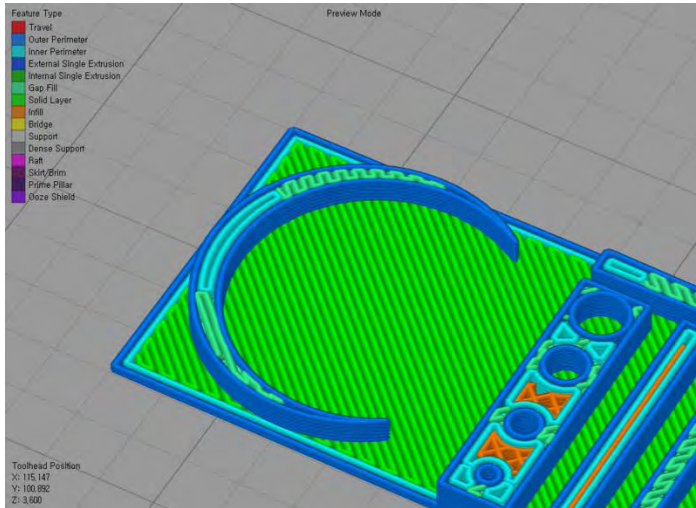 Feature Type
Preview Mode
Travel
Outer Perimeter
Inner Perimeter
External Single Extrusion
Internal Single Extrusion
Gap Fill
Solid Layer
Infill
Bridge
Support
Dense Support
Raft
Skirt/Brim
Prime Pillar
Ooze Shield
Toolhead Position
X: 115,147
Y: 100,892
Z: 3,600